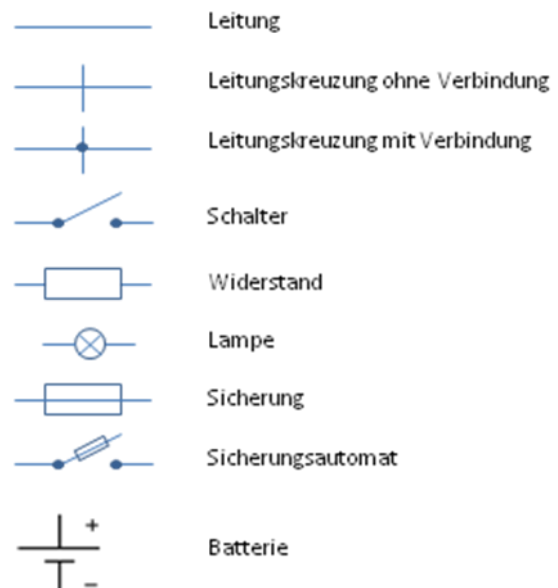 Leitung
Leitungskreuzung ohne Verbindung
Leitungskreuzung mit Verbindung
Schalter
Widerstand
Lampe
Sicherung
Sicherungsautomat
+
Batterie
–